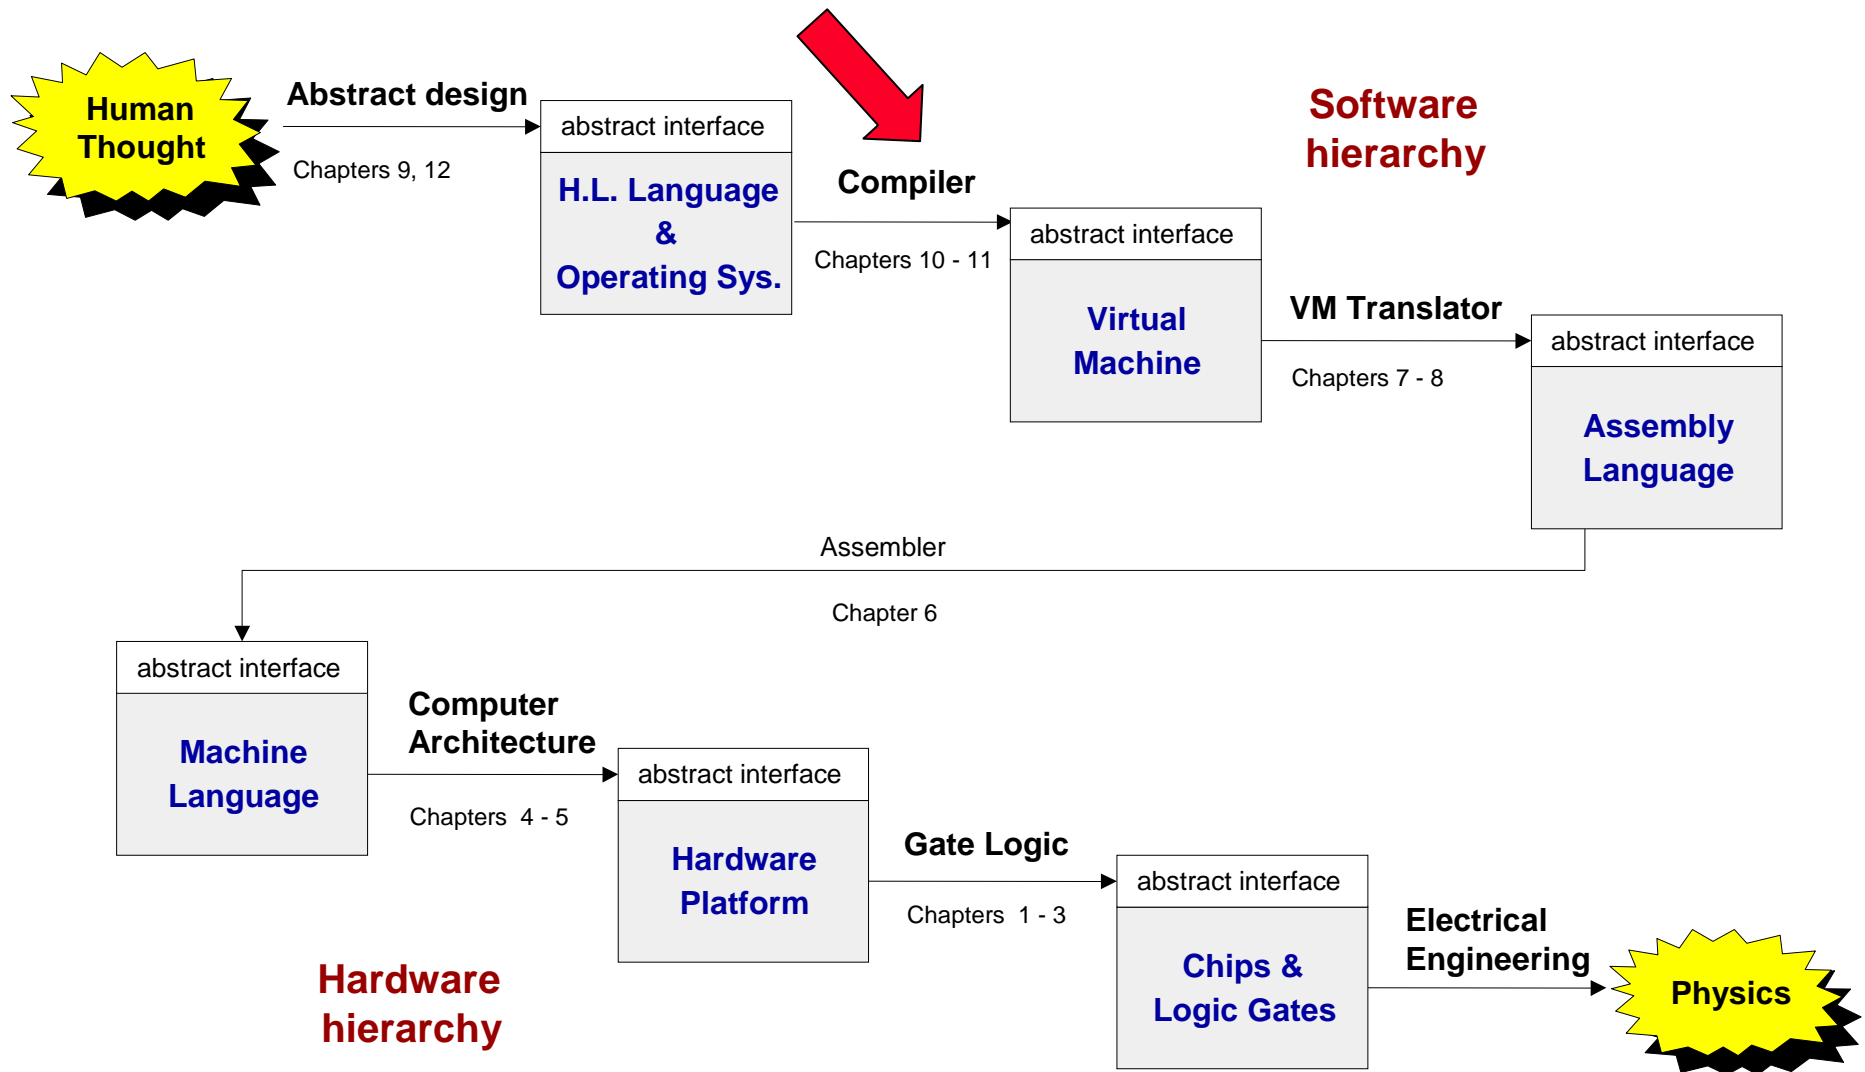 Human
Thought
Abstract design
Chapters 9, 12
abstract interface
H.L. Language
&
Operating Sys.
Compiler
Chapters 10 - 11
Software
hierarchy
abstract interface
Virtual
Machine
VM Translator
Chapters 7 - 8
abstract interface
Assembly
Language
Assembler
Chapter 6
abstract interface
Machine
Language
Computer
Architecture
Chapters 4 - 5
abstract interface
Hardware
Platform
Gate Logic
Chapters 1 - 3
abstract interface
Chips &
Logic Gates
Electrical
Engineering
Physics
Hardware
hierarchy